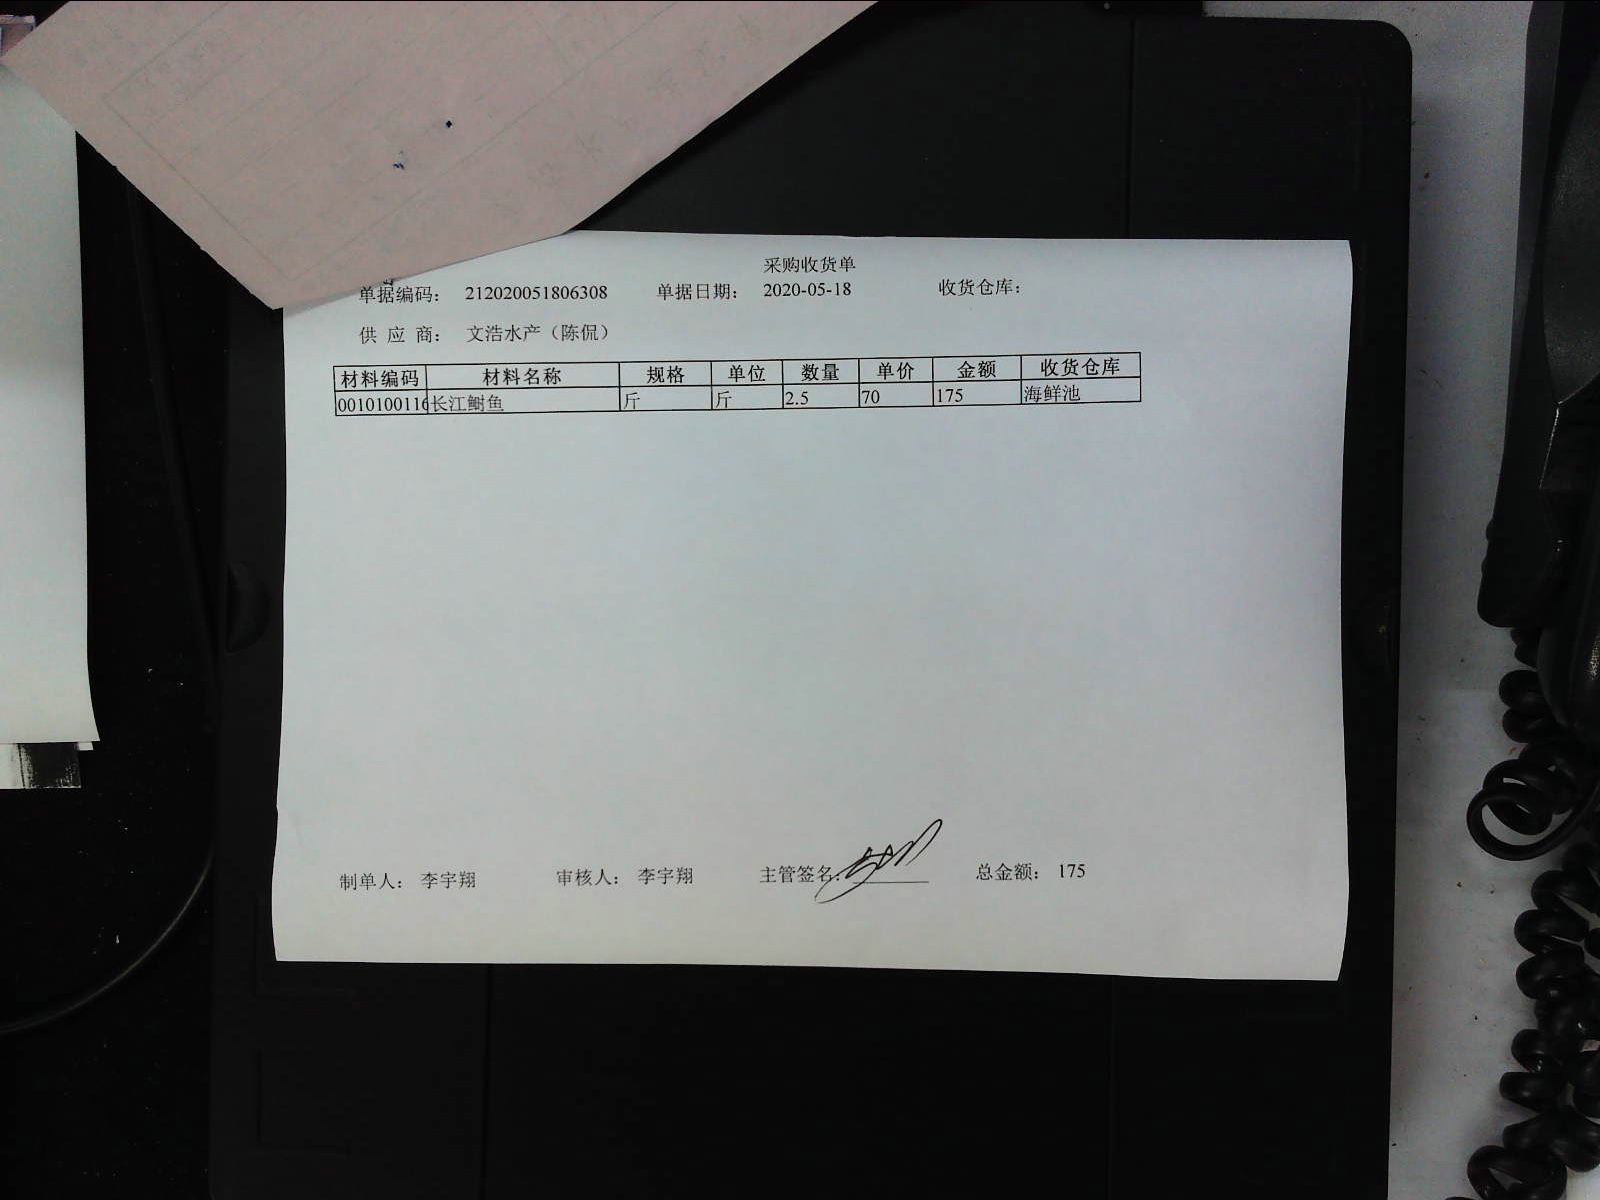 采购收货单
单据编码： 212020051806308 单据日期： 2020-05-18 收货仓库：
供 应 商： 文浩水产（陈侃）
材料编码 材料名称 规格 单位 数量 单价 金额 收货仓库
0010100116 长江鲥鱼 斤 斤 2.5 70 175 海鲜池
制单人： 李宇翔 审核人： 李宇翔 主管签名： 总金额： 175